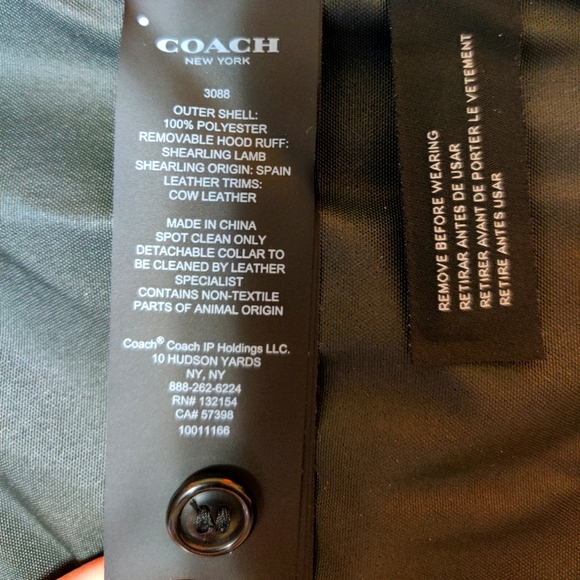 COACH
NEW YORK
3088
OUTER SHELL:
100% POLYESTER
REMOVABLE HOOD RUFF:
SHEARLING LAMB
SHEARLING ORIGIN: SPAIN
LEATHER TRIMS:
COW LEATHER
MADE IN CHINA
SPOT CLEAN ONLY
DETACHABLE COLLAR TO
BE CLEANED BY LEATHER
SPECIALIST
CONTAINS NON-TEXTILE
PARTS OF ANIMAL ORIGIN
Coach® Coach IP Holdings LLC.
10 HUDSON YARDS
NY, NY
888-262-6224
RN# 132154
CA# 57398
10011166
REMOVE BEFORE WEARING
RETIRAR ANTES DE USAR
RETIRER AVANT DE PORTER LE VETEMENT
RETIRE ANTES USAR